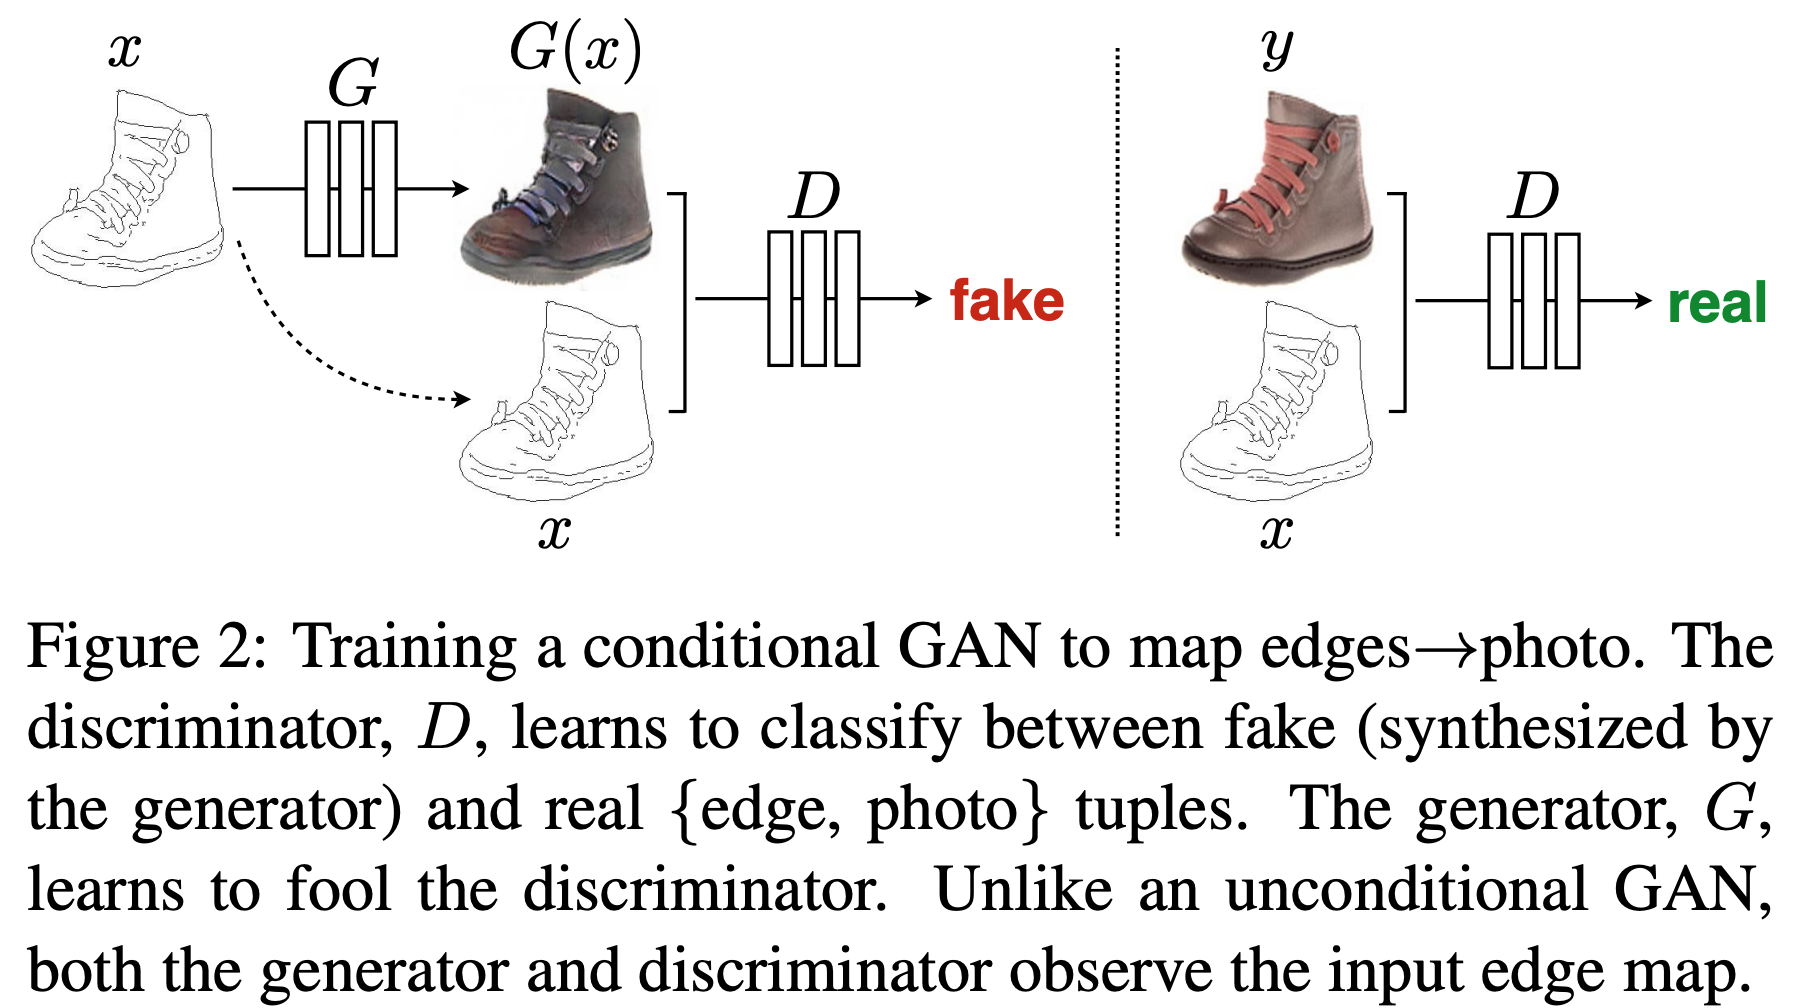 x
G
G(x)
D
fake
x
y
D
real
x
Figure 2: Training a conditional GAN to map edges→photo. The
discriminator, D, learns to classify between fake (synthesized by
the generator) and real {edge, photo} tuples. The generator, G,
learns to fool the discriminator. Unlike an unconditional GAN,
both the generator and discriminator observe the input edge map.